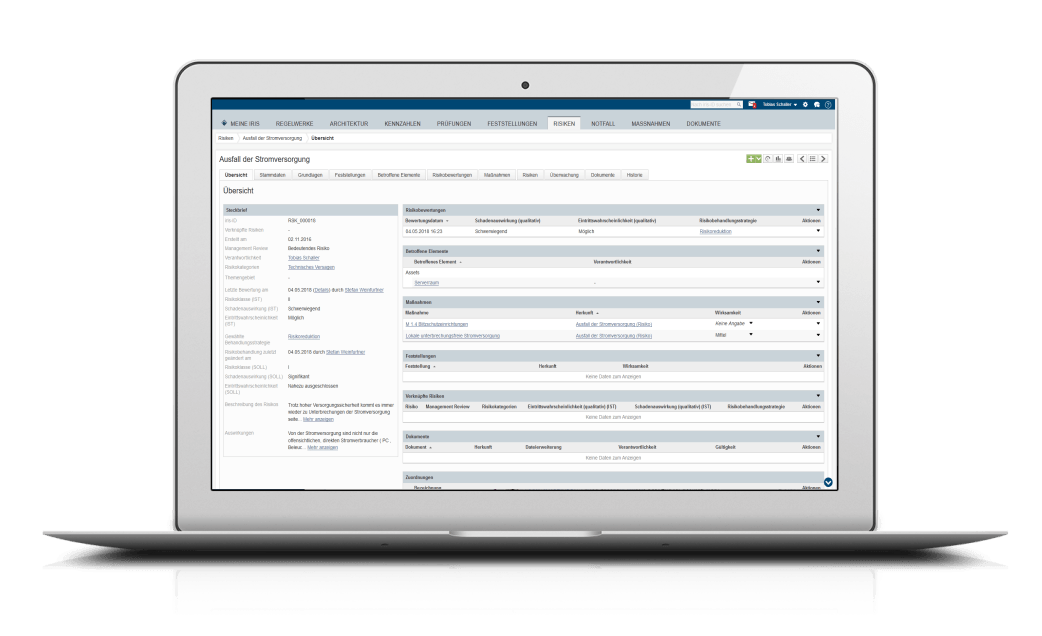 Tobias Schäfer
MEINE IRIS REGELWERKE ARCHITEKTUR KENNZAHLEN PRÜFUNGEN FESTSTELLUNGEN RISIKEN NOTFALL MASSNAHMEN DOKUMENTE
Risiken Ausfall der Stromversorgung Übersicht
Ausfall der Stromversorgung
Übersicht Stammdaten Grundlagen Feststellungen Betroffene Elemente Risikobewertungen Maßnahmen Risiken Überwachung Dokumente Historie
Übersicht
Steckbrief
Iris-ID RSK_000018
Verknüpfte Risiken -
Erstellt am 02.11.2016
Management Review Bedeutendes Risiko
Verantwortlichkeit Tobias Schäfer
Risikokategorien Technisches Versagen
Themengebiet -
Letzte Bewertung am 04.05.2018 (Details) durch Stefan Weinfurtner
Risikoklasse (IST) II
Schadensauswirkung (IST) Schwerwiegend
Eintrittswahrscheinlichkeit Möglich
(IST)
Gewählte Risikoreduktion
Behandlungsstrategie
Risikobehandlung zuletzt 04.05.2018 durch Stefan Weinfurtner
geändert am
Risikoklasse (SOLL) I
Schadensauswirkung (SOLL) Signifikant
Eintrittswahrscheinlichkeit Nahezu ausgeschlossen
(SOLL)
Beschreibung des Risikos Trotz hoher Versorgungssicherheit kommt es immer
wieder zu Unterbrechungen der Stromversorgung
seite... Mehr anzeigen
Auswirkungen Von der Stromversorgung sind nicht nur die
offensichtlichen, direkten Stromverbraucher ( PC ,
Beleuc... Mehr anzeigen
Risikobewertungen
Bewertungsdatum Schadensauswirkung (qualitativ) Eintrittswahrscheinlichkeit (qualitativ) Risikobehandlungsstrategie Aktionen
04.05.2018 16:23 Schwerwiegend Möglich Risikoreduktion
Betroffene Elemente
Betroffenes Element Verantwortlichkeit Aktionen
Assets
Serverraum -
Maßnahmen
Maßnahme Herkunft Wirksamkeit Aktionen
M 1.4 Blitzschutzeinrichtungen Ausfall der Stromversorgung (Risiko) Keine Angabe
Lokale unterbrechungsfreie Stromversorgung Ausfall der Stromversorgung (Risiko) Mittel
Feststellungen
Feststellung Herkunft Wirksamkeit Aktionen
Keine Daten zum Anzeigen
Verknüpfte Risiken
Risiko Management Review Risikokategorien Eintrittswahrscheinlichkeit (qualitativ) (IST) Schadensauswirkung (qualitativ) (IST) Risikobehandlungsstrategie Aktionen
Keine Daten zum Anzeigen
Dokumente
Dokument Herkunft Dateierweiterung Verantwortlichkeit Gültigkeit Aktionen
Keine Daten zum Anzeigen
Zuordnungen
Bezeichnung Aktionen